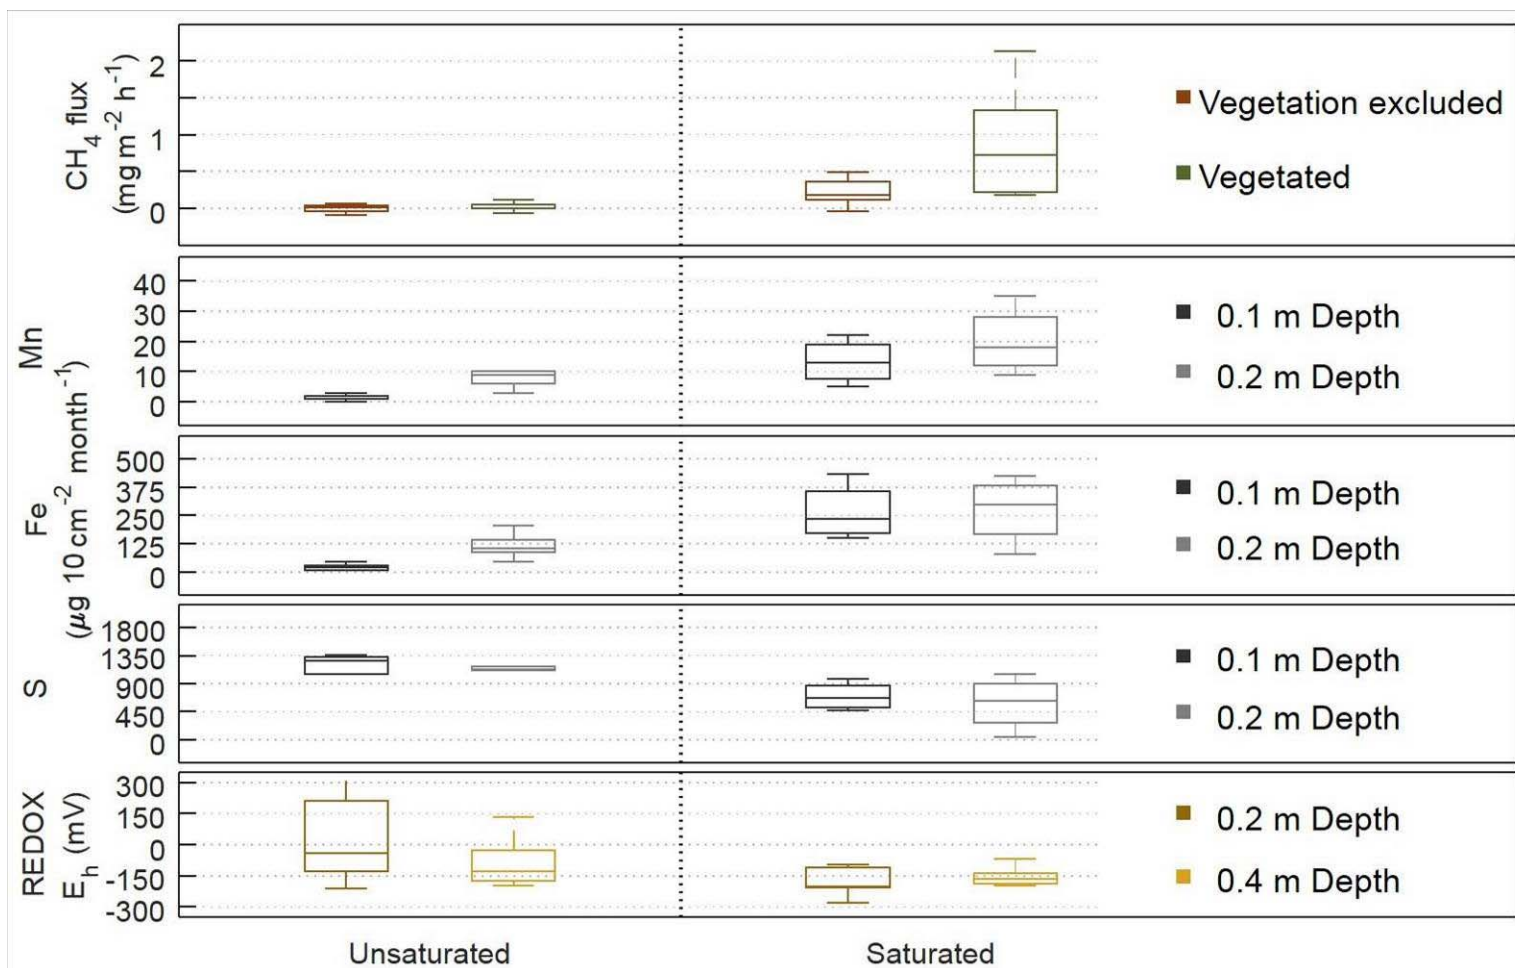 CH4 flux
(mg m-2 h-1)
2
1
0
Vegetation excluded
Vegetated
Mn
40
30
20
10
0
0.1 m Depth
0.2 m Depth
Fe
(μg 10 cm-2 month-1)
500
375
250
125
0
0.1 m Depth
0.2 m Depth
S
1800
1350
900
450
0
0.1 m Depth
0.2 m Depth
REDOX
Eh (mV)
300
150
0
-150
-300
0.2 m Depth
0.4 m Depth
Unsaturated
Saturated